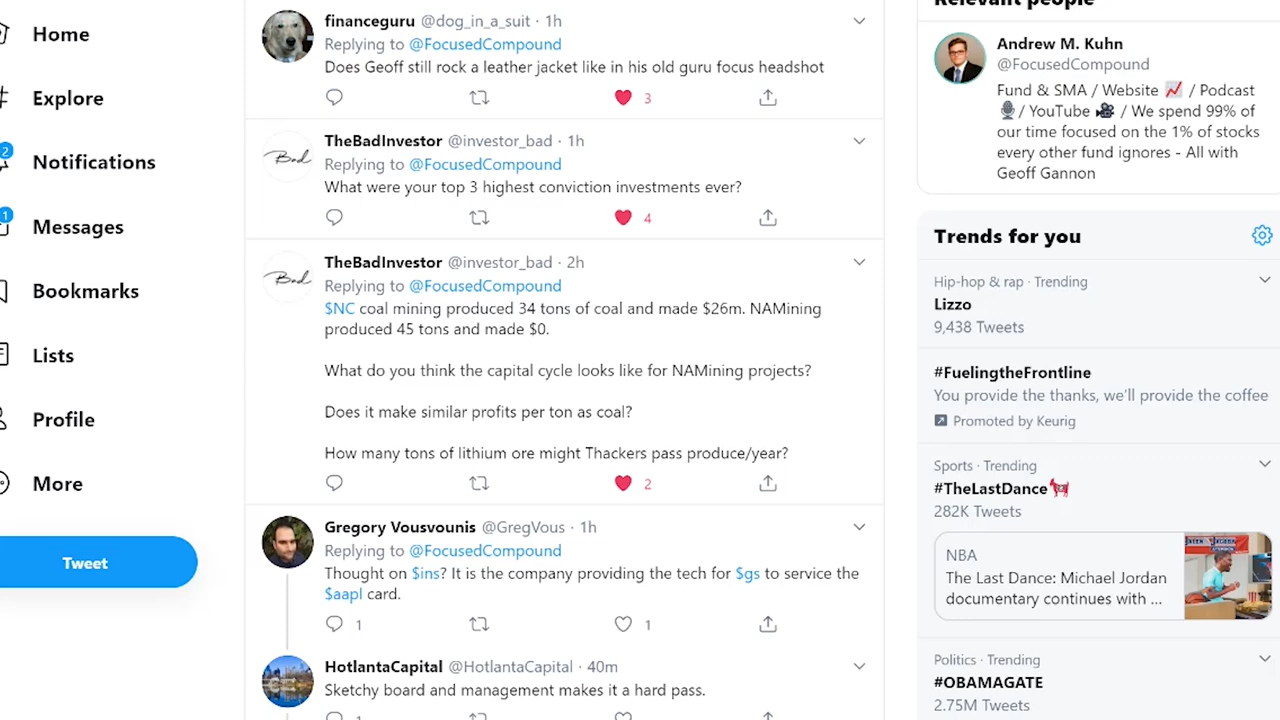 Home
Explore
2
Notifications
1
Messages
Bookmarks
Lists
Profile
More
Tweet
financeguru @dog_in_a_suit · 1h
Replying to @FocusedCompound
Does Geoff still rock a leather jacket like in his old guru focus headshot
3
Bad
TheBadInvestor @investor_bad · 1h
Replying to @FocusedCompound
What were your top 3 highest conviction investments ever?
4
Bad
TheBadInvestor @investor_bad · 2h
Replying to @FocusedCompound
$NC coal mining produced 34 tons of coal and made $26m. NAMining
produced 45 tons and made $0.
What do you think the capital cycle looks like for NAMining projects?
Does it make similar profits per ton as coal?
How many tons of lithium ore might Thackers pass produce/year?
2
Gregory Vousvounis @GregVous · 1h
Replying to @FocusedCompound
Thought on $ins? It is the company providing the tech for $gs to service the
$aapl card.
1 1
HotlantaCapital @HotlantaCapital · 40m
Sketchy board and management makes it a hard pass.
1
Relevant people
Andrew M. Kuhn
@FocusedCompound
Fund & SMA / Website 📈 / Podcast
🎙️/ YouTube 🎥 / We spend 99% of
our time focused on the 1% of stocks
every other fund ignores - All with
Geoff Gannon
Trends for you
Hip-hop & rap · Trending
Lizzo
9,438 Tweets
#FuelingtheFrontline
You provide the thanks, we'll provide the coffee
Promoted by Keurig
Sports · Trending
#TheLastDance
282K Tweets
NBA
The Last Dance: Michael Jordan
documentary continues with ...
Politics · Trending
#OBAMAGATE
2.75M Tweets